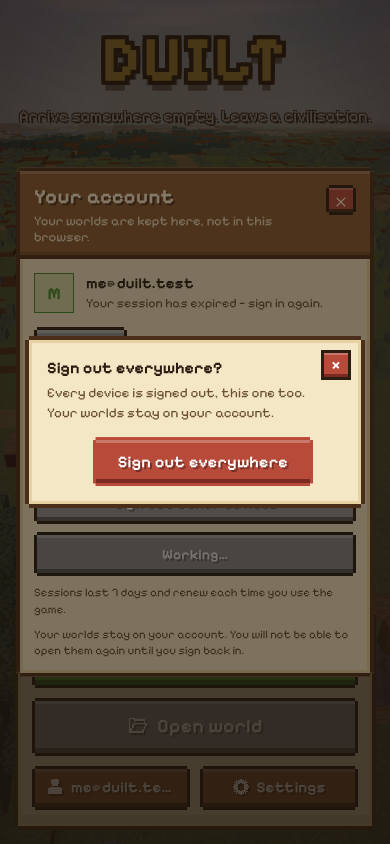 DUILT
Arrive somewhere empty. Leave a civilisation.
Your account
Your worlds are kept here, not in this
browser.
M
me@duilt.test
Your session has expired - sign in again.
Sign out everywhere?
Every device is signed out, this one too.
Your worlds stay on your account.
Sign out everywhere
Working...
Sessions last 7 days and renew each time you use the
game.
Your worlds stay on your account. You will not be able to
open them again until you sign back in.
Open world
me@duilt.te...
Settings